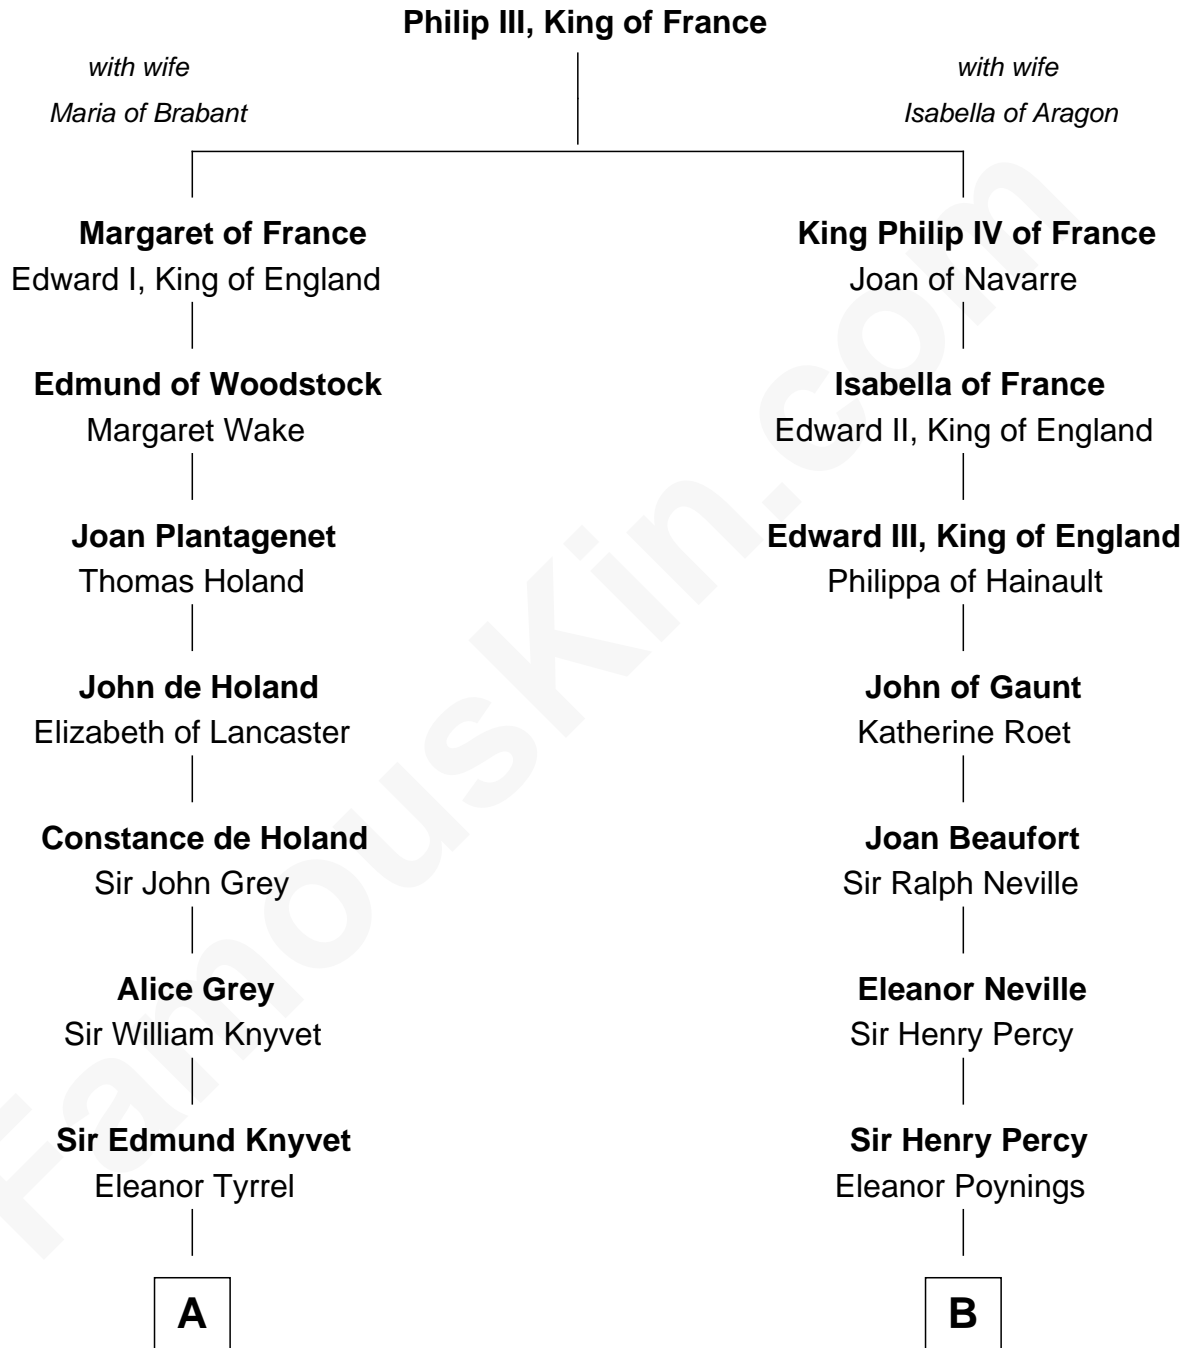 Philip III, King of France
with wife
Maria of Brabant
with wife
Isabella of Aragon
Margaret of France
Edward I, King of England
King Philip IV of France
Joan of Navarre
Edmund of Woodstock
Margaret Wake
Isabella of France
Edward II, King of England
Joan Plantagenet
Thomas Holand
Edward III, King of England
Philippa of Hainault
John de Holand
Elizabeth of Lancaster
John of Gaunt
Katherine Roet
Constance de Holand
Sir John Grey
Joan Beaufort
Sir Ralph Neville
Alice Grey
Sir William Knyvet
Eleanor Neville
Sir Henry Percy
Sir Edmund Knyvet
Eleanor Tyrrel
Sir Henry Percy
Eleanor Poynings
A
B
FamousKin.com